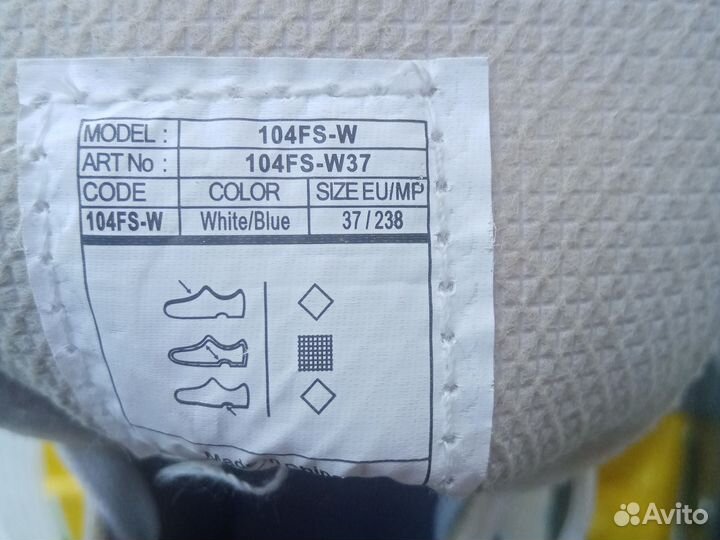 MODEL : 104FS-W
ART No : 104FS-W37
CODE COLOR SIZE EU/MP
104FS-W White/Blue 37 / 238
Avito